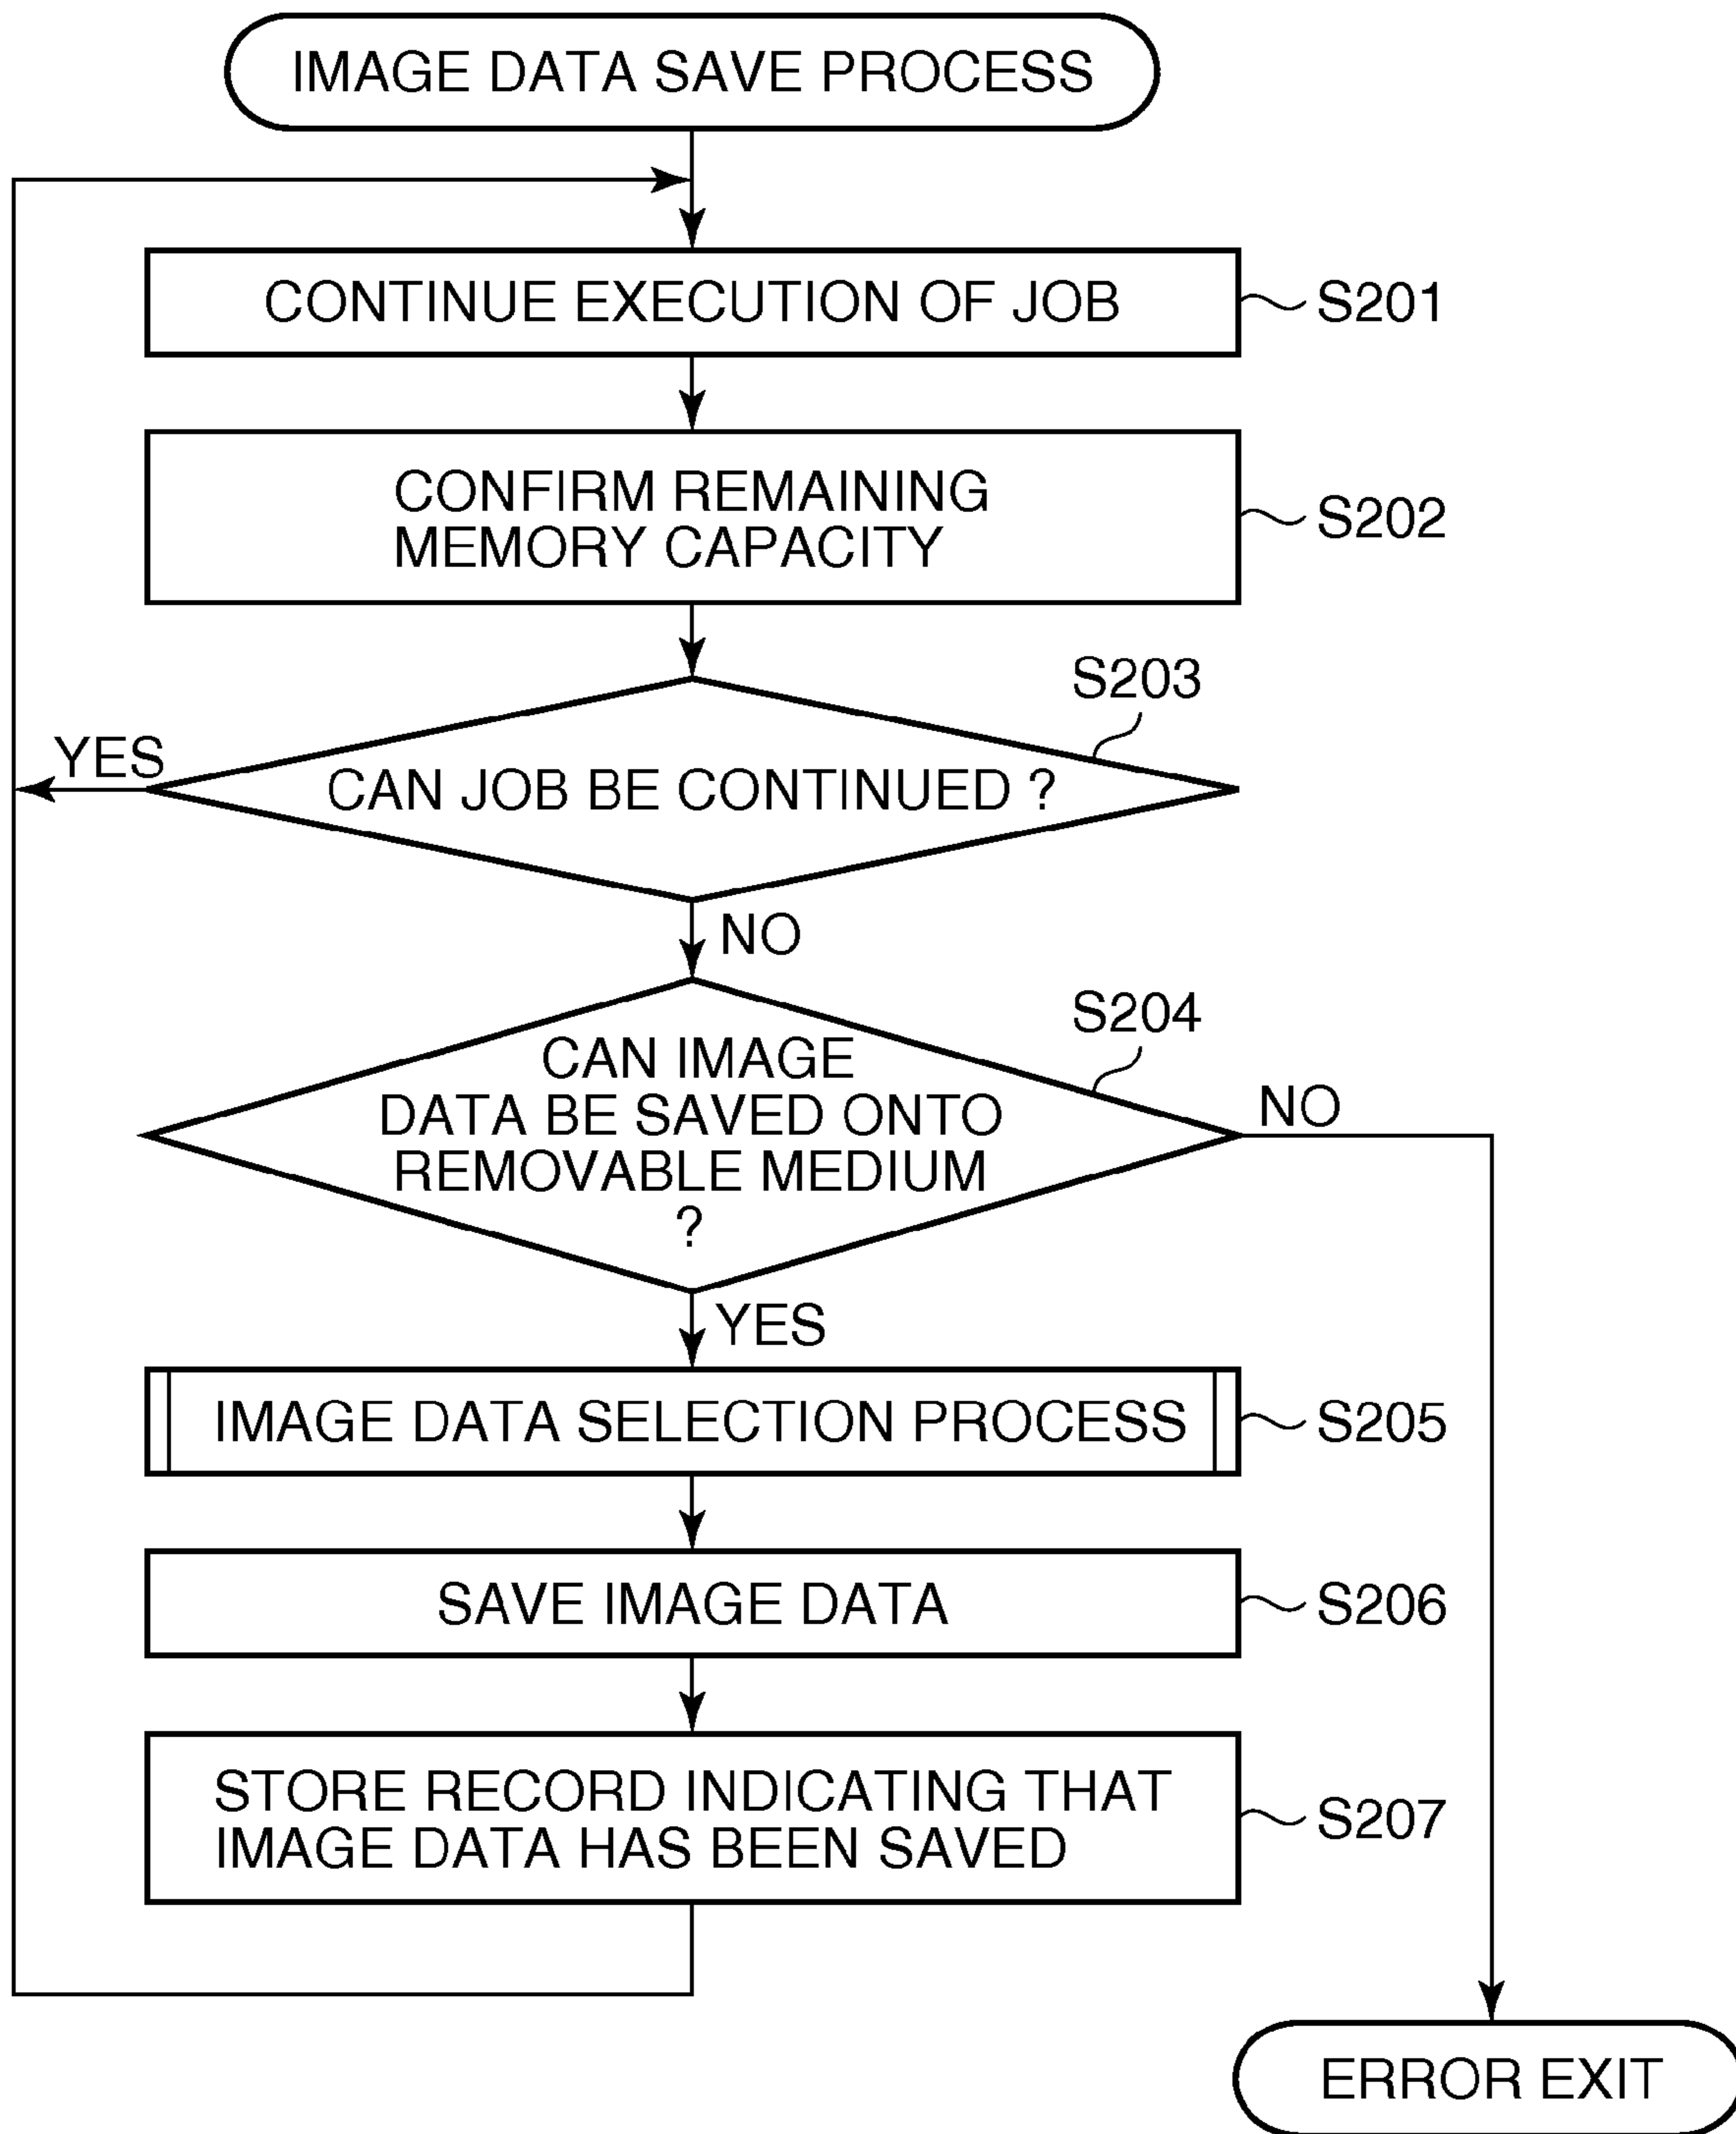 IMAGE DATA SAVE PROCESS
CONTINUE EXECUTION OF JOB
S201
CONFIRM REMAINING
MEMORY CAPACITY
S202
S203
YES
CAN JOB BE CONTINUED ?
NO
S204
CAN IMAGE
DATA BE SAVED ONTO
REMOVABLE MEDIUM
?
NO
YES
IMAGE DATA SELECTION PROCESS
S205
SAVE IMAGE DATA
S206
STORE RECORD INDICATING THAT
IMAGE DATA HAS BEEN SAVED
S207
ERROR EXIT